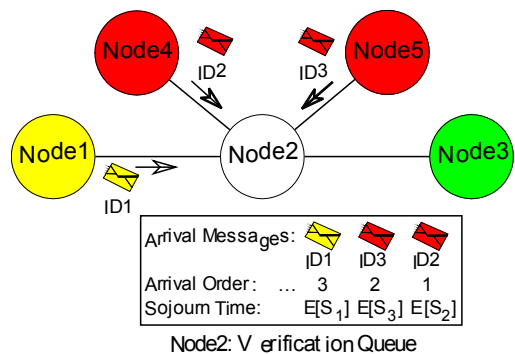 Node4
Node5
ID2
ID3
Node1
Node2
Node3
ID1
Arrival Messages:
ID1 ID3 ID2
Arrival Order: ... 3 2 1
Sojourn Time: E[S1] E[S3] E[S2]
Node2: V erification Queue